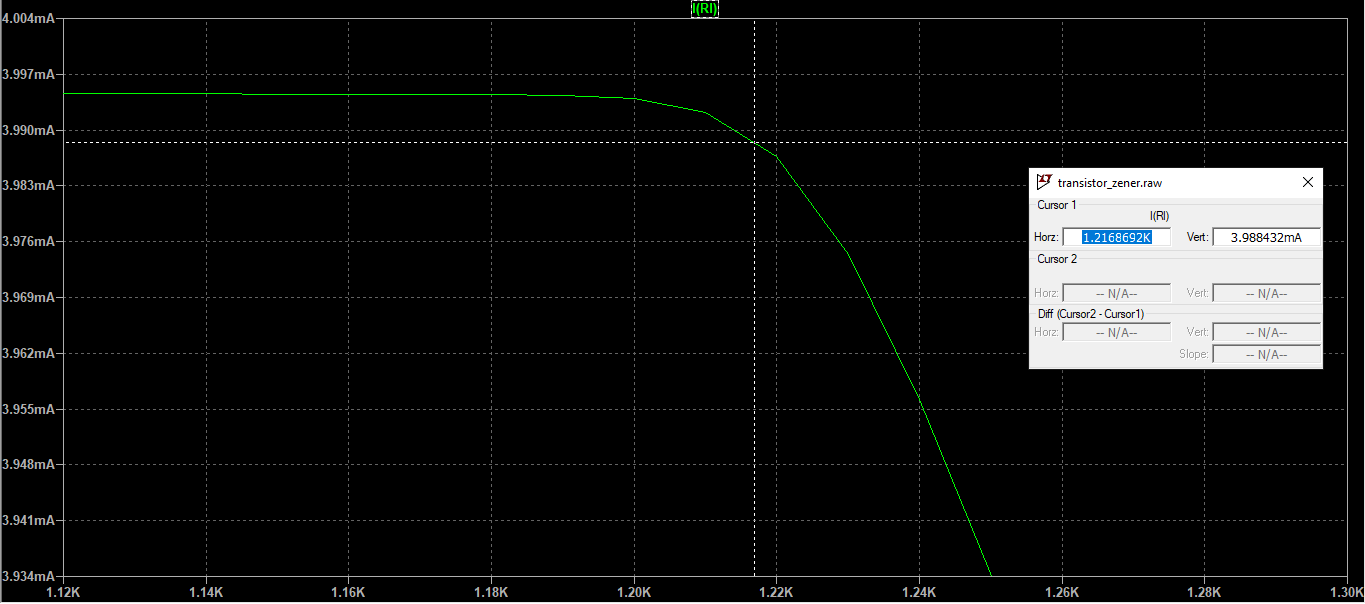 I(RI)
4.004mA
3.997mA
3.990mA
3.983mA
3.976mA
3.969mA
3.962mA
3.955mA
3.948mA
3.941mA
3.934mA
1.12K 1.14K 1.16K 1.18K 1.20K 1.22K 1.24K 1.26K 1.28K 1.30K
transistor_zener.raw
Cursor 1
I(RI)
Horz: 1.2168692K Vert: 3.988432mA
Cursor 2
Horz: -- N/A-- Vert: -- N/A--
Diff (Cursor2 - Cursor1)
Horz: -- N/A-- Vert: -- N/A--
Slope: -- N/A--